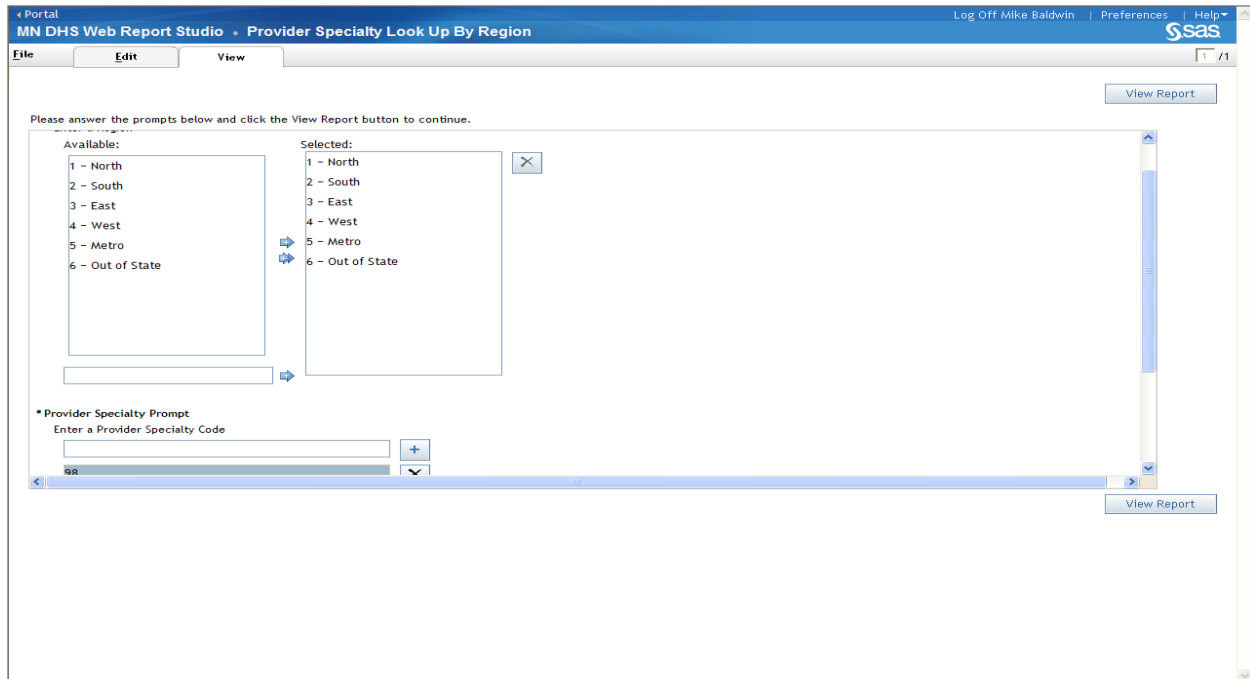 Portal
Log Off Mike Baldwin | Preferences | Help
MN DHS Web Report Studio • Provider Specialty Look Up By Region
sas
File
Edit
View
1 /1
View Report
Please answer the prompts below and click the View Report button to continue.
Enter a Region
Available:
Selected:
1 - North
2 - South
3 - East
4 - West
5 - Metro
6 - Out of State
1 - North
2 - South
3 - East
4 - West
5 - Metro
6 - Out of State
* Provider Specialty Prompt
Enter a Provider Specialty Code
98
View Report